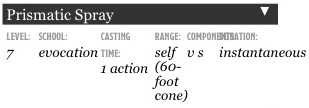 Prismatic Spray ▼
LEVEL: SCHOOL: CASTING RANGE: COMPONENTS: DURATION:
7 evocation TIME: self v s instantaneous
1 action (60-
foot
cone)